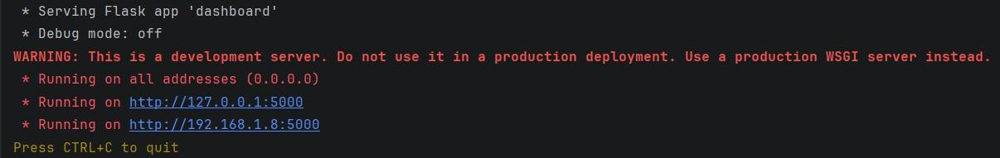 * Serving Flask app 'dashboard'
* Debug mode: off
WARNING: This is a development server. Do not use it in a production deployment. Use a production WSGI server instead.
* Running on all addresses (0.0.0.0)
* Running on http://127.0.0.1:5000
* Running on http://192.168.1.8:5000
Press CTRL+C to quit